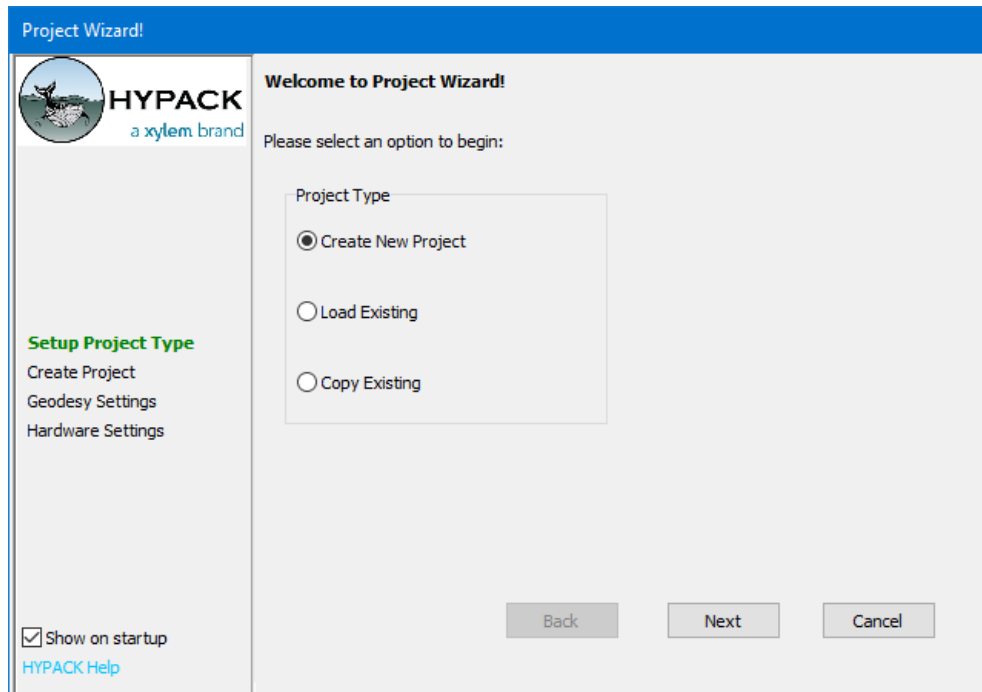 Project Wizard!
HYPACK
a xylem brand
Welcome to Project Wizard!
Please select an option to begin:
Project Type
Create New Project
Load Existing
Copy Existing
Setup Project Type
Create Project
Geodesy Settings
Hardware Settings
Back
Next
Cancel
Show on startup
HYPACK Help